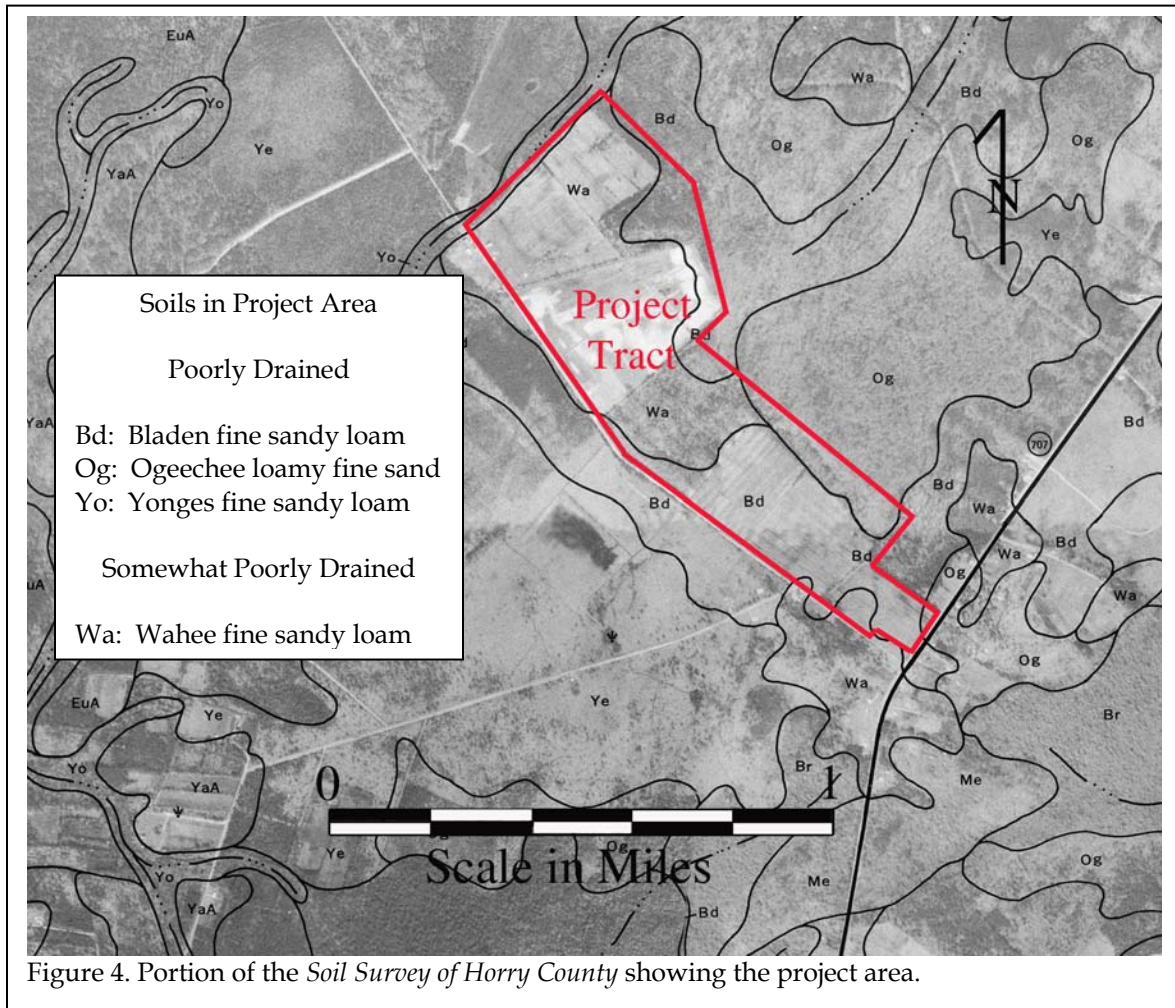 EuA
Yo
Wa
Bd
Bd
Og
Og
Ye
YaA
Wa
N
Ye
Yo
Soils in Project Area
Poorly Drained
Bd: Bladen fine sandy loam
Og: Ogeechee loamy fine sand
Yo: Yonges fine sandy loam
Somewhat Poorly Drained
Wa: Wahee fine sandy loam
Project
Tract
Bd
Og
Wa
YaA
Bd
707
Bd
Wa
Bd
Bd
Bd
Wa
Bd
Og
Wa
uA
Og
Wa
Ye
Br
EuA
Ye
Yo
YaA
Br
Me
0
1
Scale in Miles
Ye
Og
Og
Me
Yo
YaA
Bd
Figure 4. Portion of the Soil Survey of Horry County showing the project area.